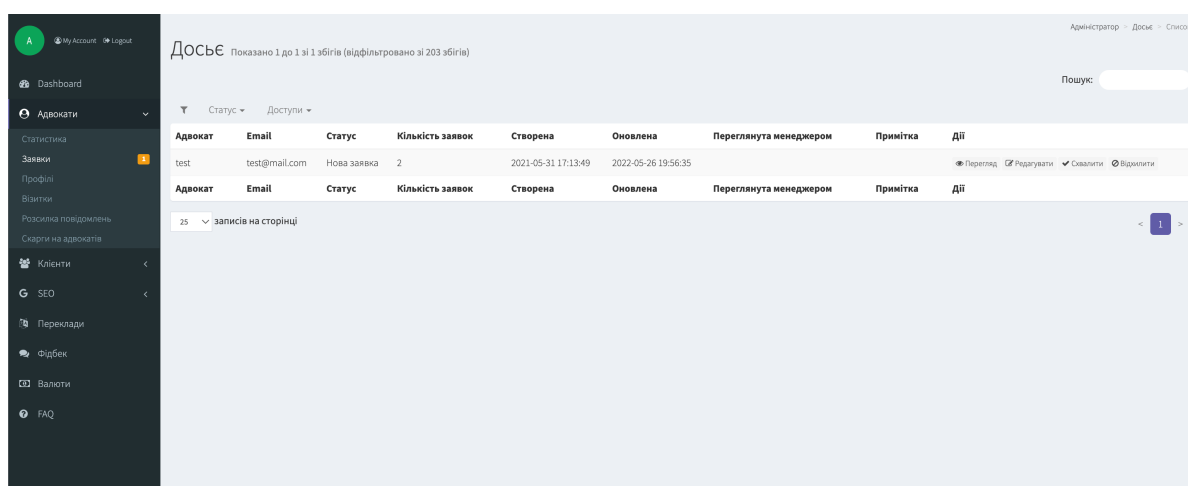 Адміністратор > Досьє > Списо
A My Account Logout
Досьє Показано 1 до 1 зі 1 збігів (відфільтровано зі 203 збігів)
Пошук:
Dashboard
Адвокати
Статистика
Заявки 1
Профілі
Візитки
Розсилка повідомлень
Скарги на адвокатів
Клієнти
SEO
Переклади
Фідбек
Валюти
FAQ
Статус Доступи
Адвокат Email Статус Кількість заявок Створена Оновлена Переглянута менеджером Примітка Дії
test test@mail.com Нова заявка 2 2021-05-31 17:13:49 2022-05-26 19:56:35 Перегляд Редагувати Схвалити Відхилити
Адвокат Email Статус Кількість заявок Створена Оновлена Переглянута менеджером Примітка Дії
25 записів на сторінці
< 1 >